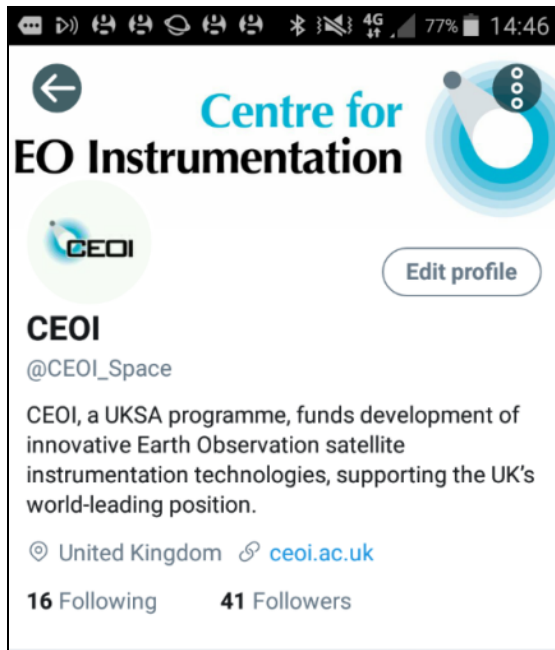 4G 77% 14:46
Centre for
EO Instrumentation
CEOI
Edit profile
CEOI
@CEOI_Space
CEOI, a UKSA programme, funds development of
innovative Earth Observation satellite
instrumentation technologies, supporting the UK's
world-leading position.
United Kingdom ceoi.ac.uk
16 Following 41 Followers